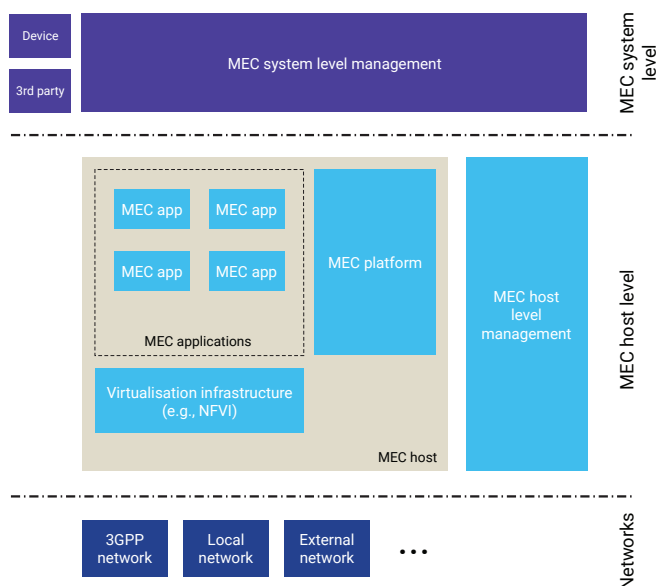 Device
3rd party
MEC system level management
MEC system
level
MEC app
MEC app
MEC app
MEC app
MEC applications
MEC platform
Virtualisation infrastructure
(e.g., NFVI)
MEC host
MEC host
level
management
MEC host level
3GPP
network
Local
network
External
network
...
Networks